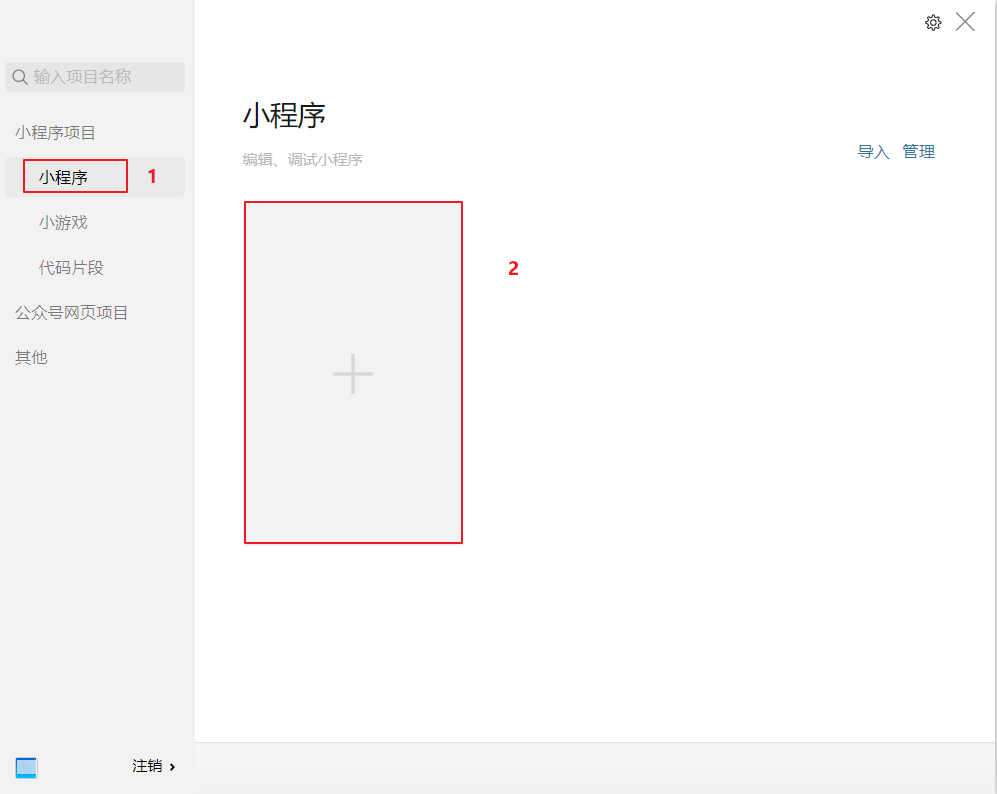 输入项目名称
小程序项目
小程序 1
小游戏
代码片段
公众号网页项目
其他
注销
小程序
编辑、调试小程序
导入 管理
2